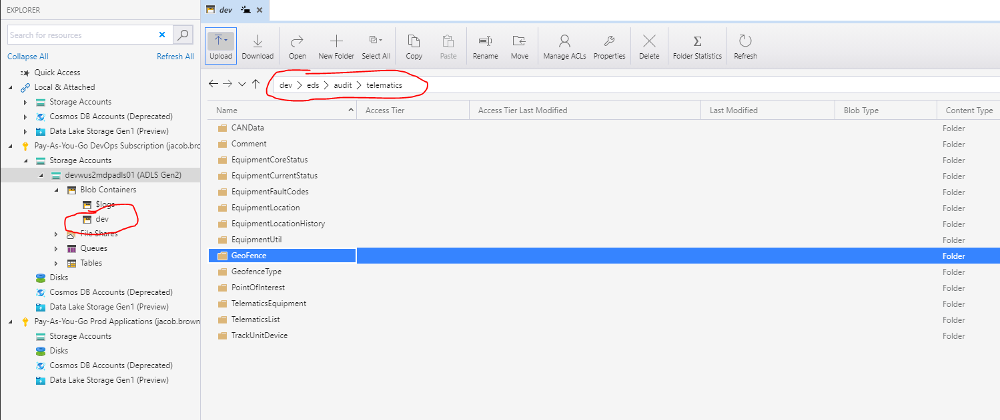 EXPLORER
Search for resources
Collapse All Refresh All
Quick Access
Local & Attached
Storage Accounts
Cosmos DB Accounts (Deprecated)
Data Lake Storage Gen1 (Preview)
Pay-As-You-Go DevOps Subscription (jacob.brc
Storage Accounts
devwus2mdpadls01 (ADLS Gen2)
Blob Containers
$logs
dev
File Shares
Queues
Tables
Disks
Cosmos DB Accounts (Deprecated)
Data Lake Storage Gen1 (Preview)
Pay-As-You-Go Prod Applications (jacob.brown
Storage Accounts
Disks
Cosmos DB Accounts (Deprecated)
Data Lake Storage Gen1 (Preview)
dev
Upload Download Open New Folder Select All Copy Paste Rename Move Manage ACLs Properties Delete Folder Statistics Refresh
dev > eds > audit > telematics
Name Access Tier Access Tier Last Modified Last Modified Blob Type Content Type
CANData Folder
Comment Folder
EquipmentCoreStatus Folder
EquipmentCurrentStatus Folder
EquipmentFaultCodes Folder
EquipmentLocation Folder
EquipmentLocationHistory Folder
EquipmentUtil Folder
GeoFence Folder
GeofenceType Folder
PointOfInterest Folder
TelematicsEquipment Folder
TelematicsList Folder
TrackUnitDevice Folder